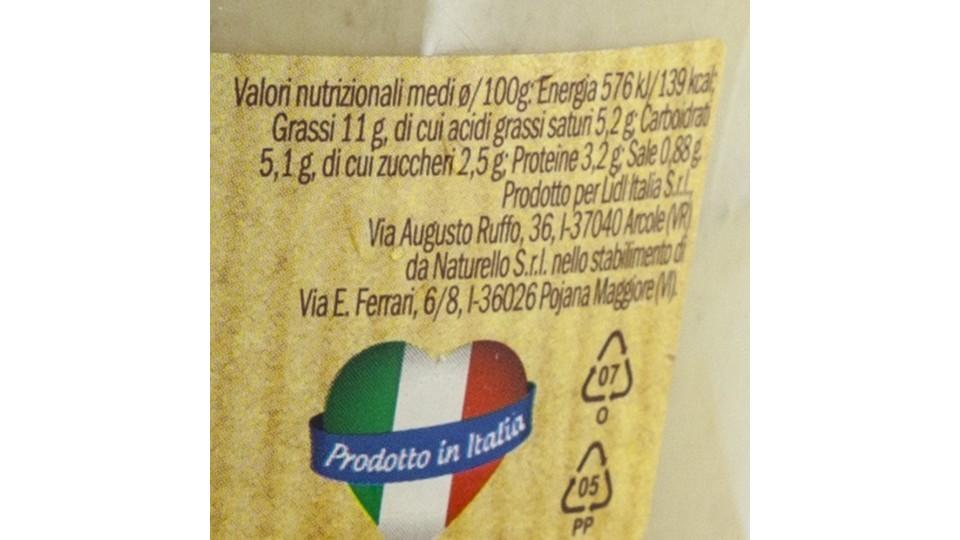 Valori nutrizionali medi ø/100g: Energia 576 kJ/139 kcal;
Grassi 11 g, di cui acidi grassi saturi 5,2 g; Carboidrati
5,1 g, di cui zuccheri 2,5 g; Proteine 3,2 g; Sale 0,88 g.
Prodotto per Lidl Italia S.r.l.,
Via Augusto Ruffo, 36, I-37040 Arcole (VR)
da Naturello S.r.l. nello stabilimento di
Via E. Ferrari, 6/8, I-36026 Pojana Maggiore (VI).
Prodotto in Italia
07
O
05
PP